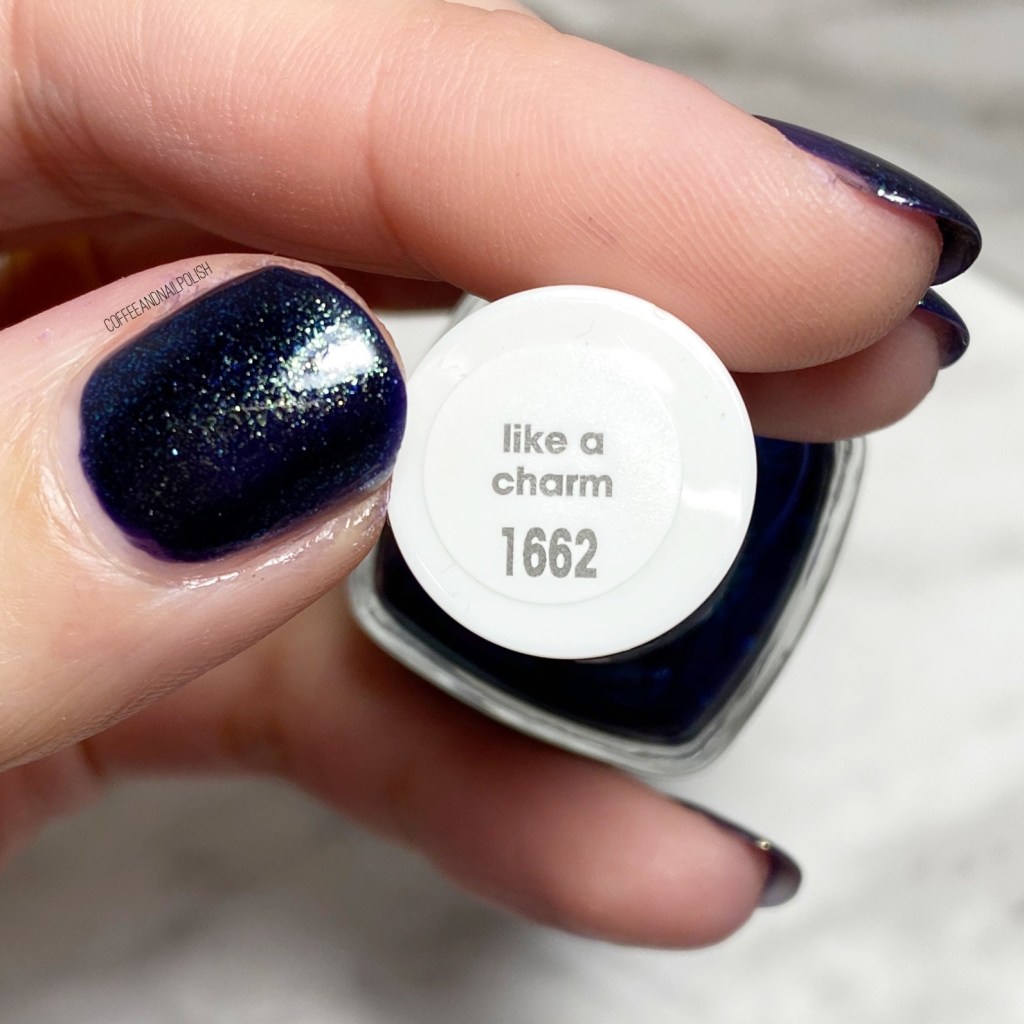 COFFEEANDNAILPOLISH
like a
charm
1662